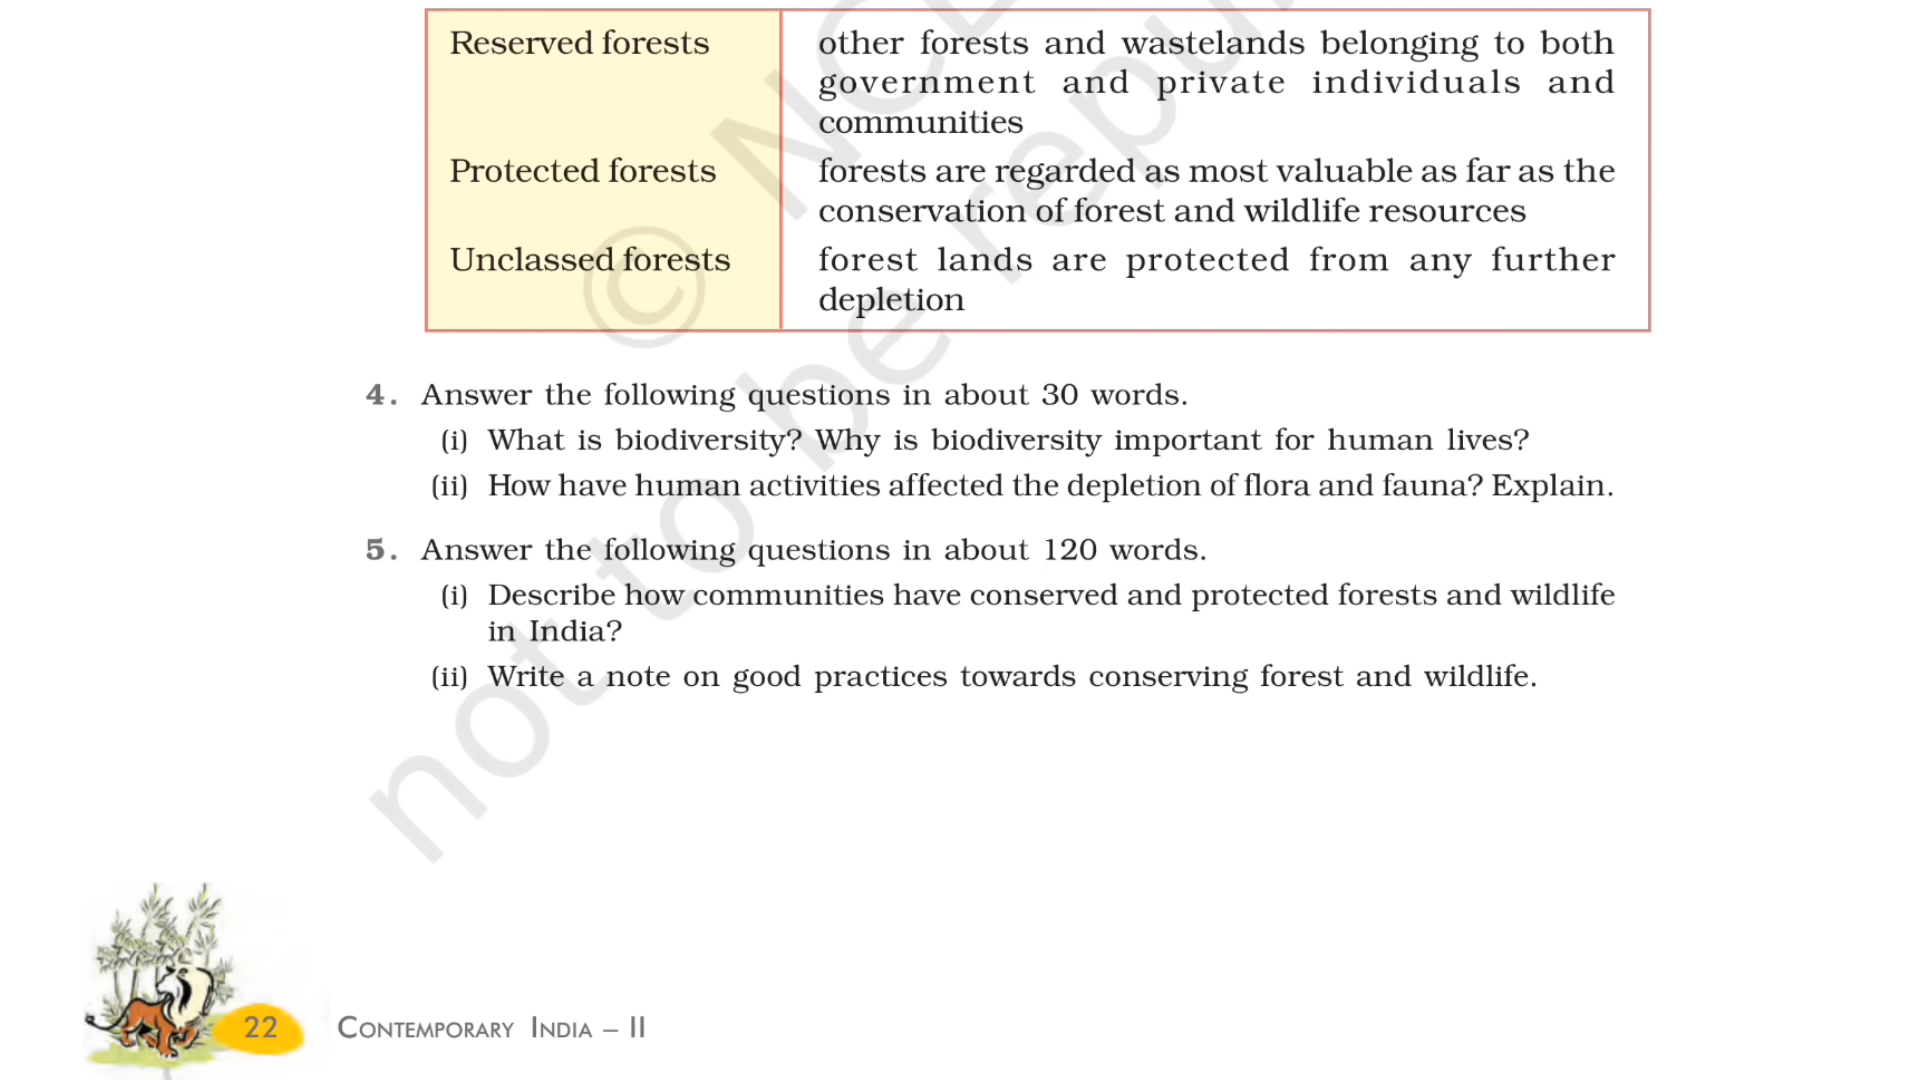 Reserved forests
other forests and wastelands belonging to both
government and private individuals and
communities
Protected forests
forests are regarded as most valuable as far as the
conservation of forest and wildlife resources
Unclassed forests
forest lands are protected from any further
depletion
4. Answer the following questions in about 30 words.
(i) What is biodiversity? Why is biodiversity important for human lives?
(ii) How have human activities affected the depletion of flora and fauna? Explain.
5. Answer the following questions in about 120 words.
(i) Describe how communities have conserved and protected forests and wildlife
in India?
(ii) Write a note on good practices towards conserving forest and wildlife.
22 CONTEMPORARY INDIA – II
©
not to be repu